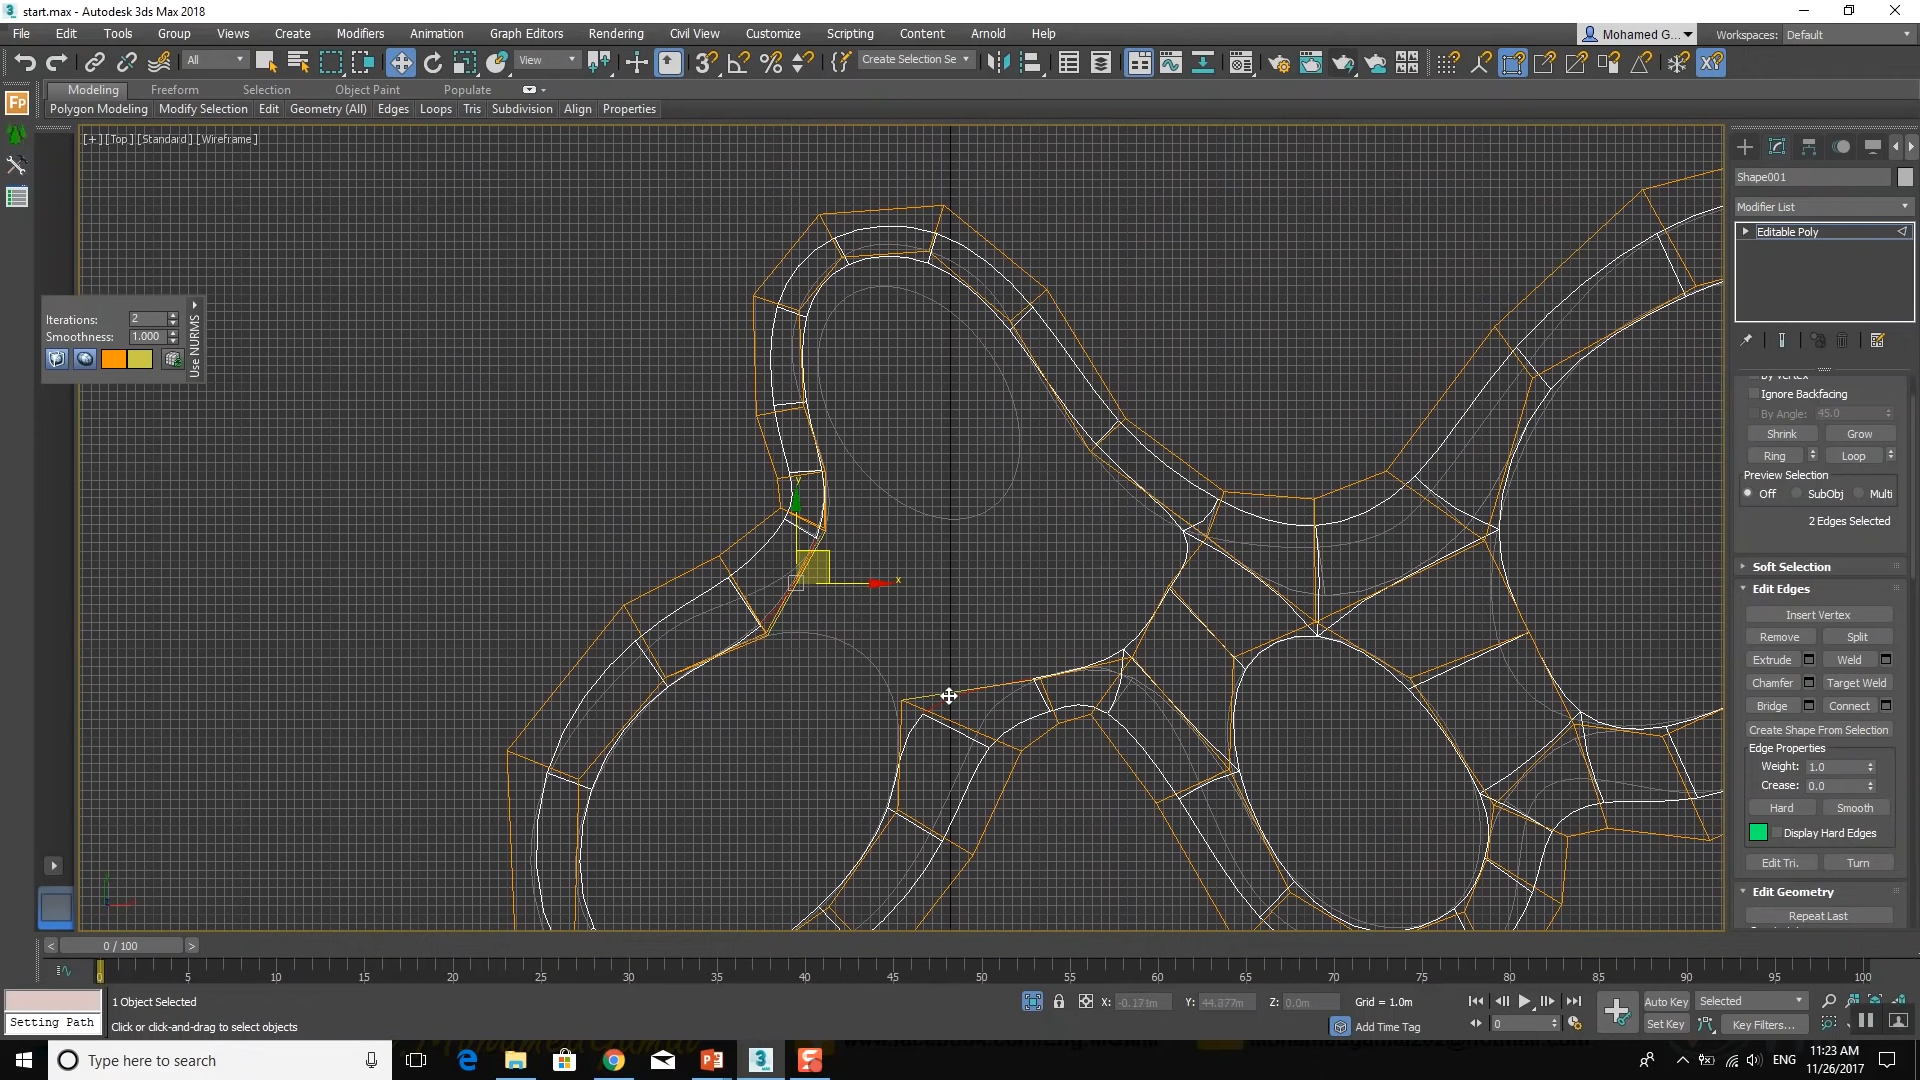 start.max - Autodesk 3ds Max 2018
File Edit Tools Group Views Create Modifiers Animation Graph Editors Rendering Civil View Customize Scripting Content Arnold Help
Mohamed G... Workspaces: Default
All View Create Selection Se
Modeling Freeform Selection Object Paint Populate
Polygon Modeling Modify Selection Edit Geometry (All) Edges Loops Tris Subdivision Align Properties
[+] [Top] [Standard] [Wireframe]
Iterations: 2
Smoothness: 1.000
Use NURMS
y
x
Shape001
Modifier List
Editable Poly
By Vertex
Ignore Backfacing
By Angle: 45.0
Shrink Grow
Ring Loop
Preview Selection
Off SubObj Multi
2 Edges Selected
Soft Selection
Edit Edges
Insert Vertex
Remove Split
Extrude Weld
Chamfer Target Weld
Bridge Connect
Create Shape From Selection
Edge Properties
Weight: 1.0
Crease: 0.0
Hard Smooth
Display Hard Edges
Edit Tri. Turn
Edit Geometry
Repeat Last
< 0 / 100 >
0 5 10 15 20 25 30 35 40 45 50 55 60 65 70 75 80 85 90 95 100
1 Object Selected
X: -0.171m Y: 44.377m Z: 0.0m Grid = 1.0m
Auto Key Selected
Setting Path
Click or click-and-drag to select objects
Add Time Tag
0
Set Key Key Filters...
Type here to search
ENG
11:23 AM
11/26/2017